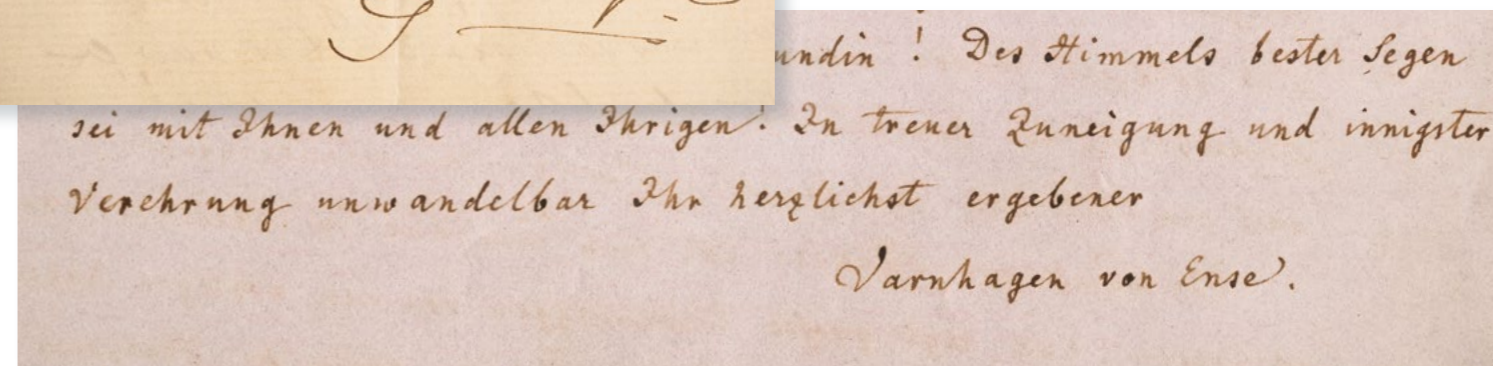 undin ! Des Himmels bester Segen
sei mit Ihnen und allen Ihrigen! In treuer Zuneigung und innigster
Verehrung unwandelbar Ihr herzlichst ergebener
Varnhagen von Ense.